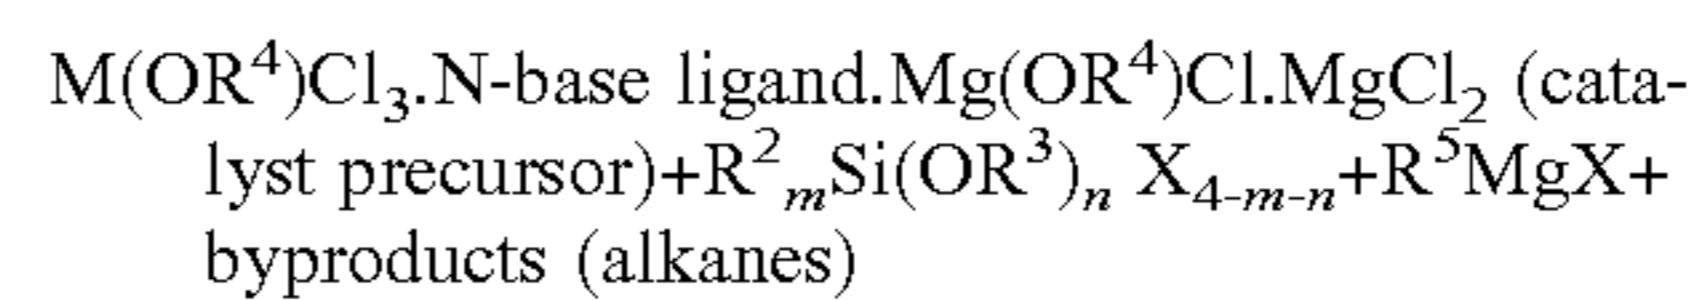 M(OR⁴)Cl₃.N-base ligand.Mg(OR⁴)Cl.MgCl₂ (cata-
lyst precursor)+R²ₘSi(OR³)ₙ X₄₋ₘ₋ₙ+R⁵MgX+
byproducts (alkanes)